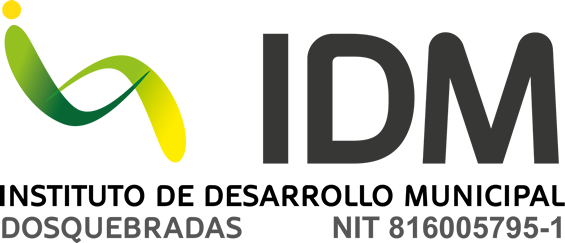 IDM
INSTITUTO DE DESARROLLO MUNICIPAL
DOSQUEBRADAS NIT 816005795-1